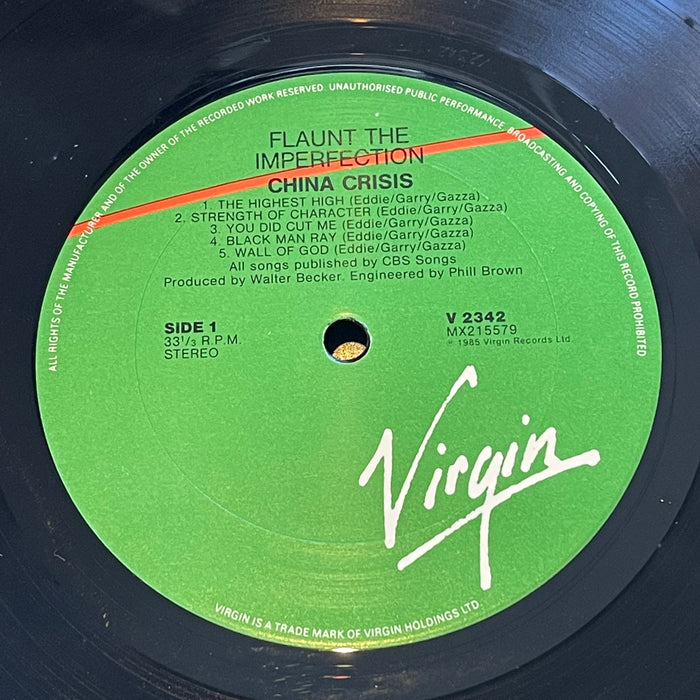 ALL RIGHTS OF THE MANUFACTURER AND OF THE OWNER OF THE RECORDED WORK RESERVED. UNAUTHORISED PUBLIC PERFORMANCE, BROADCASTING AND COPYING OF THIS RECORD PROHIBITED
FLAUNT THE
IMPERFECTION
CHINA CRISIS
1. THE HIGHEST HIGH (Eddie/Garry/Gazza)
2. STRENGTH OF CHARACTER (Eddie/Garry/Gazza)
3. YOU DID CUT ME (Eddie/Garry/Gazza)
4. BLACK MAN RAY (Eddie/Garry/Gazza)
5. WALL OF GOD (Eddie/Garry/Gazza)
All songs published by CBS Songs
Produced by Walter Becker. Engineered by Phill Brown
SIDE 1
33¹/₃ R.P.M.
STEREO
V 2342
MX215579
℗ 1985 Virgin Records Ltd.
Virgin
VIRGIN IS A TRADE MARK OF VIRGIN HOLDINGS LTD